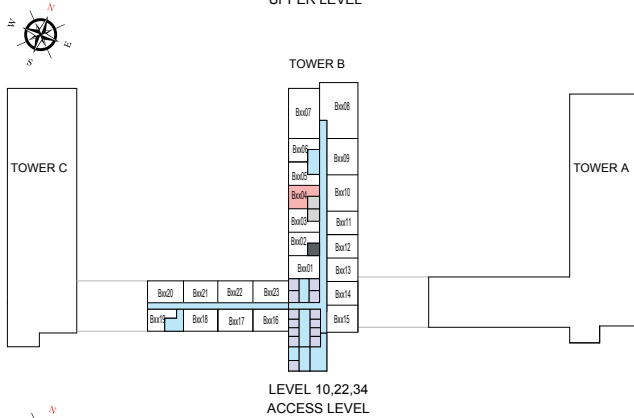 UPPER LEVEL
N
W
E
S
TOWER B
Bxx07
Bxx08
Bxx06
Bxx09
TOWER C
Bxx05
TOWER A
Bxx04
Bxx10
Bxx03
Bxx11
Bxx02
Bxx12
Bxx01
Bxx13
Bxx20
Bxx21
Bxx22
Bxx23
Bxx14
Bxx19
Bxx18
Bxx17
Bxx16
Bxx15
LEVEL 10,22,34
ACCESS LEVEL
N